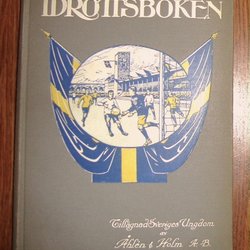 IDROTTSBOKEN
Tillägnad Sveriges Ungdom
av
Åhlén & Holm A.B.